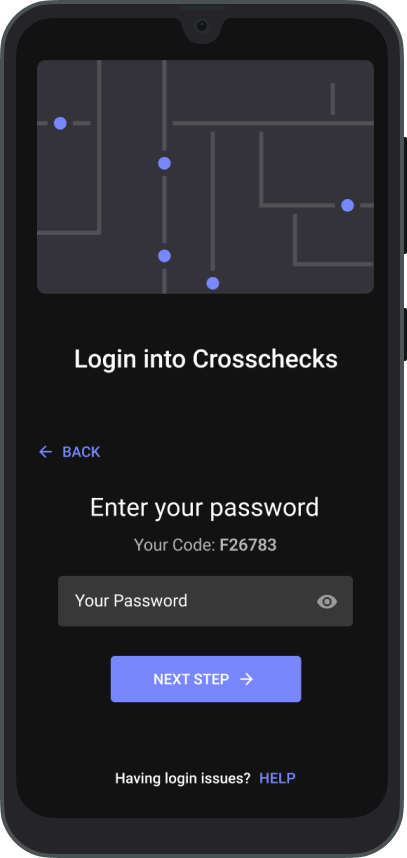 Login into Crosschecks
BACK
Enter your password
Your Code: F26783
Your Password
NEXT STEP
Having login issues? HELP